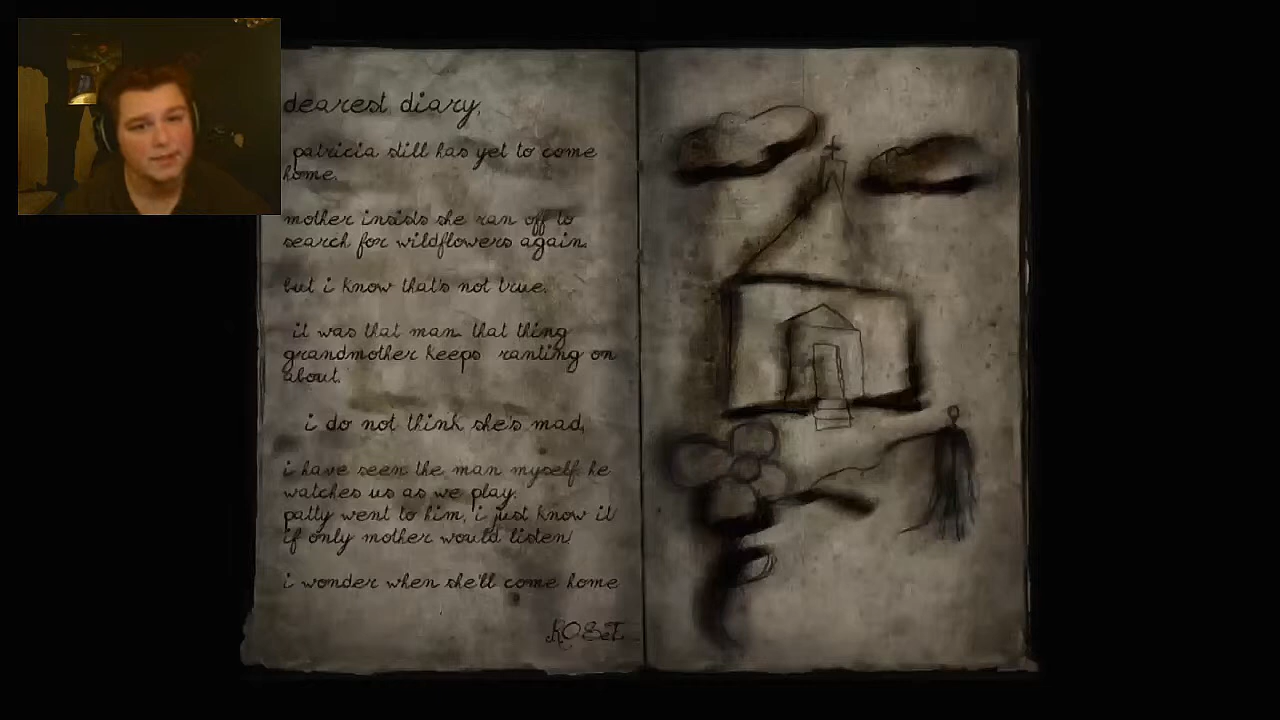 dearest diary,
patricia still has yet to come
home.
mother insists she ran off to
search for wildflowers again.
but i know that's not true.
it was that man. that thing
grandmother keeps ranting on
about.
i do not think she's mad,
i have seen the man myself. he
watches us as we play.
patty went to him, i just know it
if only mother would listen!
i wonder when she'll come home